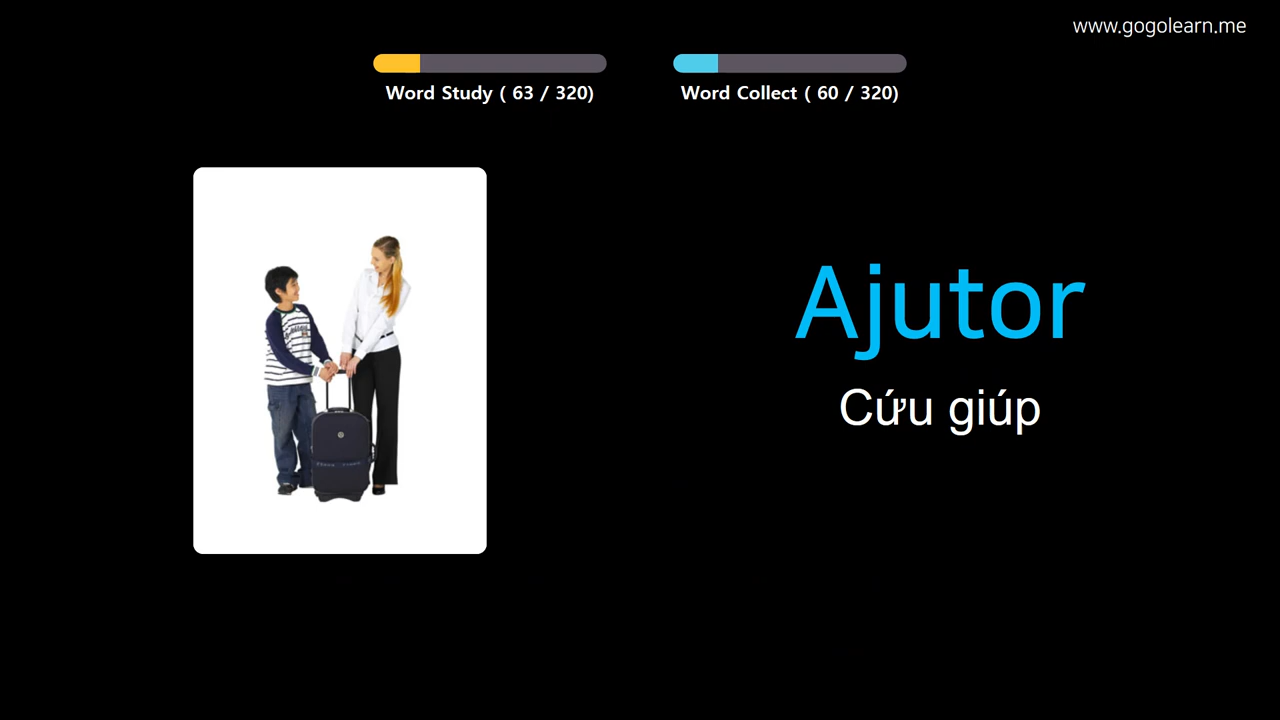 www.gogolearn.me
Word Study ( 63 / 320)
Word Collect ( 60 / 320)
Ajutor
Cứu giúp